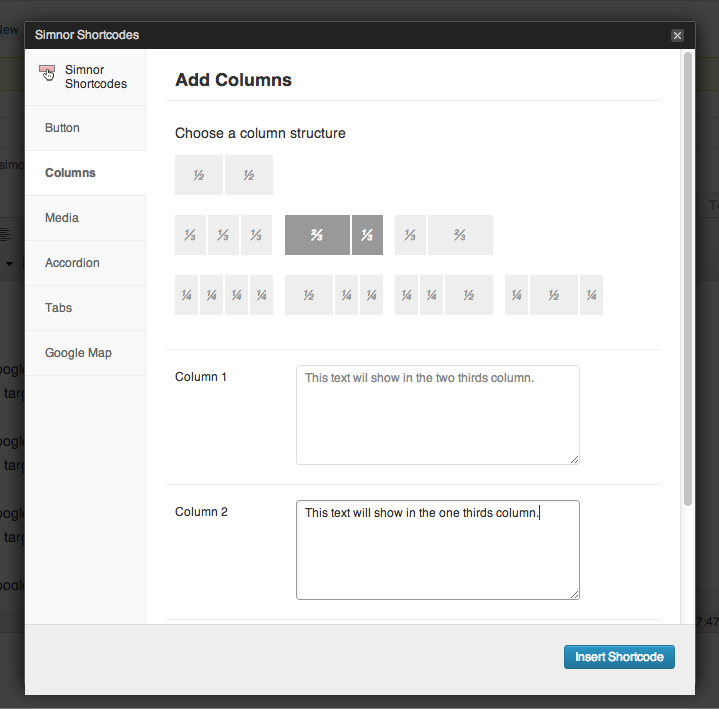 New
Simnor Shortcodes
Simnor
Shortcodes
Button
Columns
Media
Accordion
Tabs
Google Map
Add Columns
Choose a column structure
½ ½
⅓ ⅓ ⅓ ⅔ ⅓ ⅓ ⅔
¼ ¼ ¼ ¼ ½ ¼ ¼ ¼ ¼ ½ ¼ ½ ¼
Column 1
This text wil show in the two thirds column.
Column 2
This text will show in the one thirds column.
Insert Shortcode
7:47